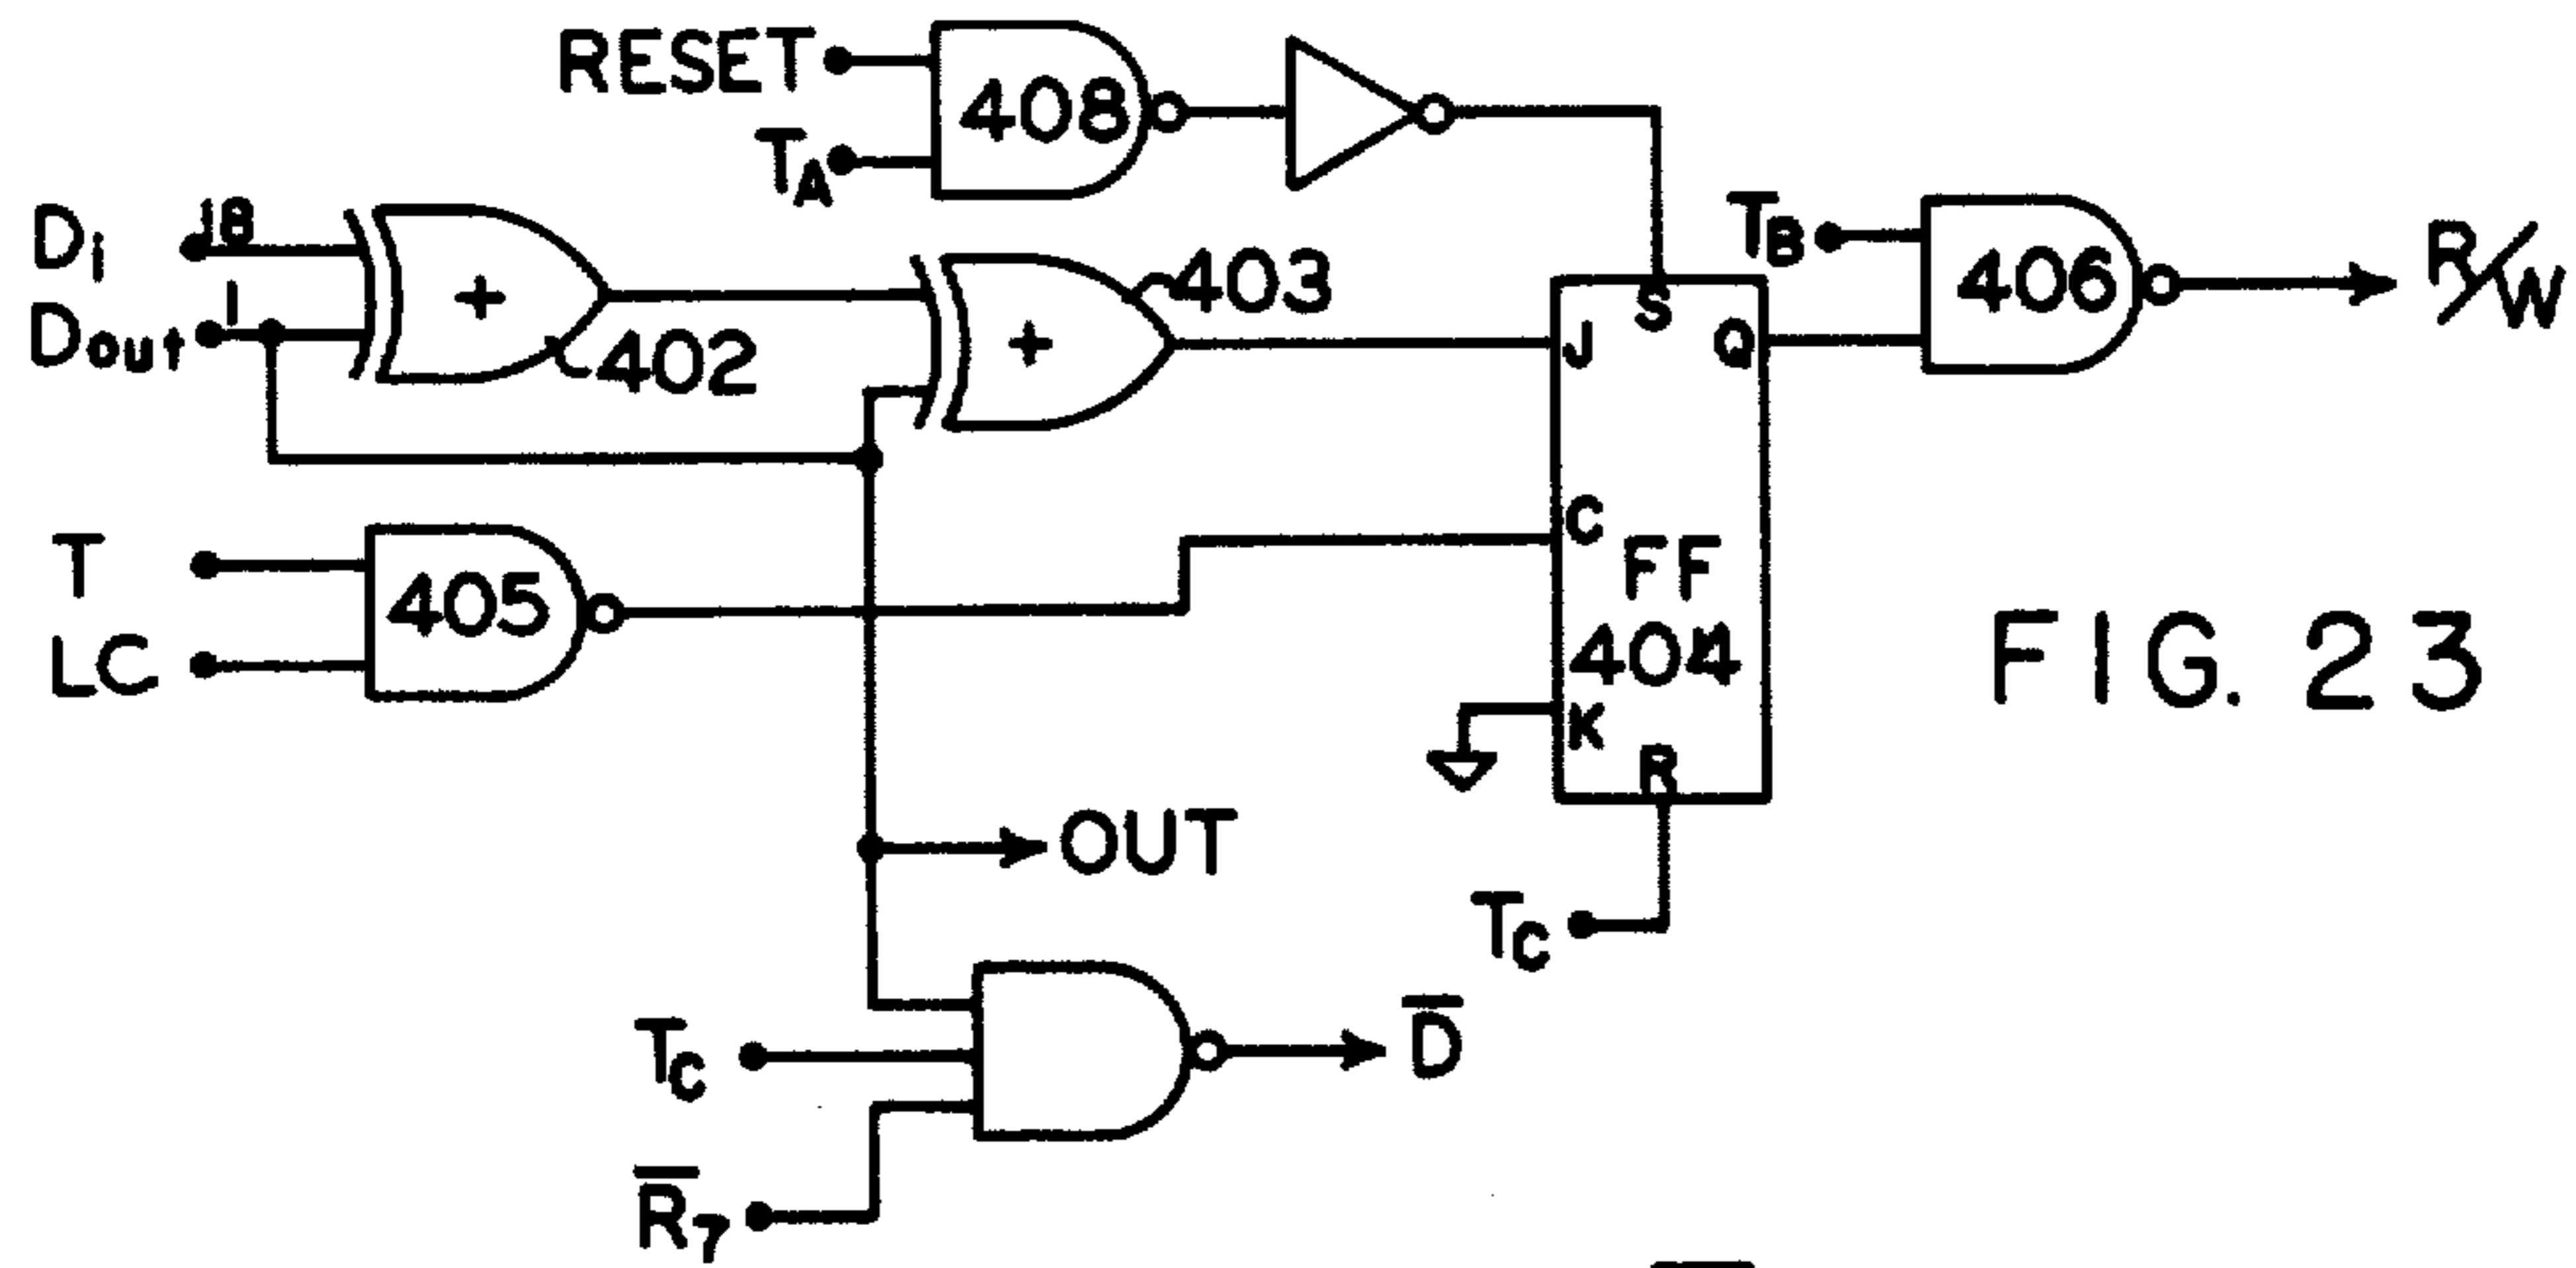 RESET
408
TA
Di
18
TB
406
R/W
+
403
S
Dout
1
+
J
Q
402
C
T
405
FF
LC
404
FIG. 23
K
R
OUT
TC
TC
D̅
R̅7